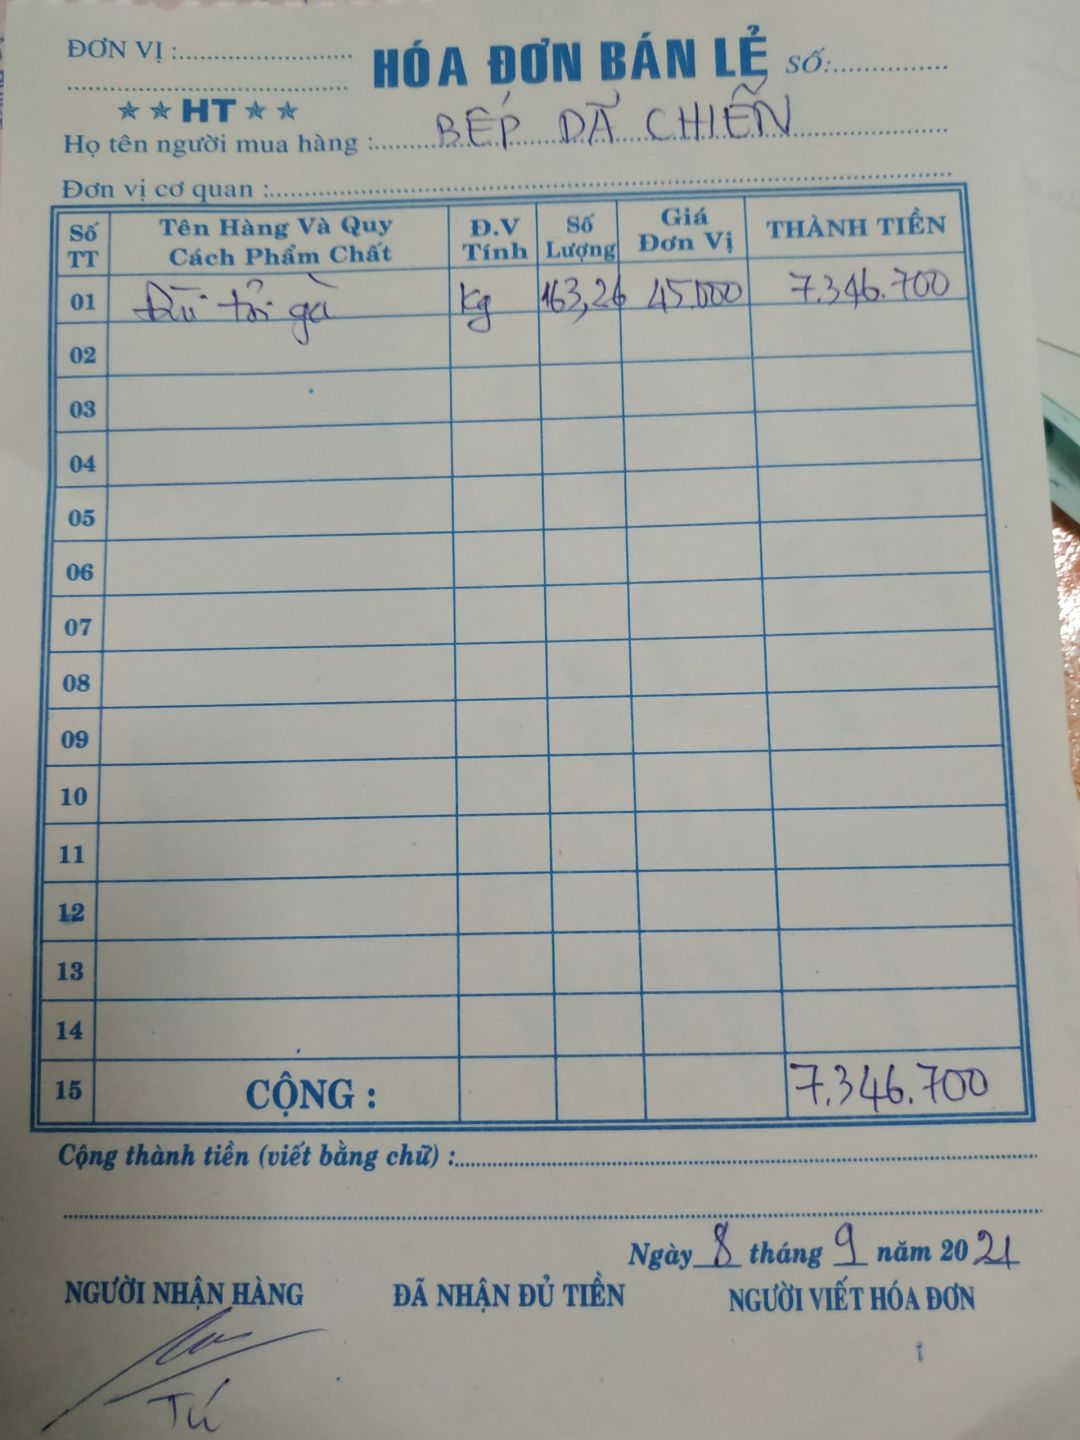 ĐƠN VỊ :
HÓA ĐƠN BÁN LẺ SỐ:
HT
Họ tên người mua hàng : BẾP DÃ CHIẾN
Đơn vị cơ quan :
Số TT Tên Hàng Và Quy Cách Phẩm Chất Đ.V Tính Số Lượng Giá Đơn Vị THÀNH TIỀN
01 Đùi tỏi gà kg 163,26 45.000 7.346.700
02
03
04
05
06
07
08
09
10
11
12
13
14
15 CỘNG : 7.346.700
Cộng thành tiền (viết bằng chữ) :
Ngày 8 tháng 9 năm 2021
NGƯỜI NHẬN HÀNG ĐÃ NHẬN ĐỦ TIỀN NGƯỜI VIẾT HÓA ĐƠN
Tú